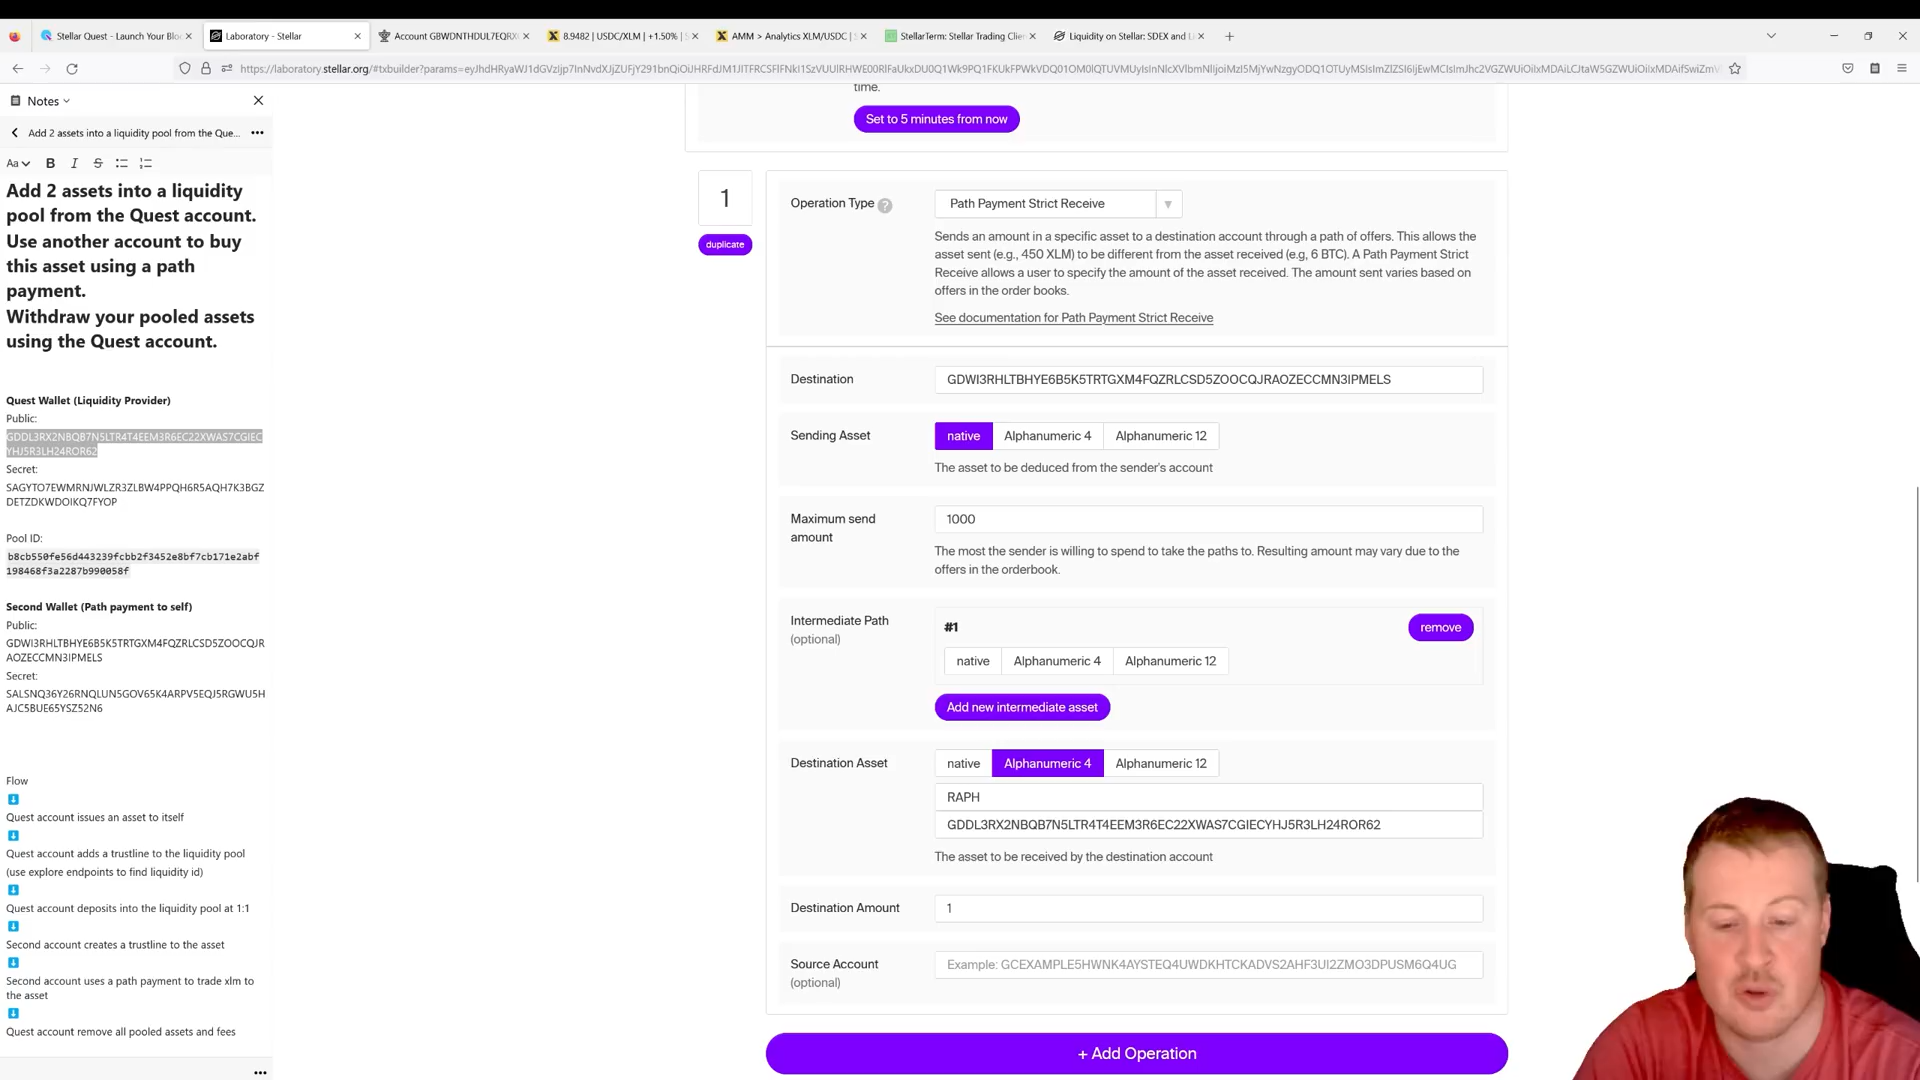 Stellar Quest - Launch Your Blo
Laboratory - Stellar
Account GBWDNTHDUL7EQRX
8.9482 | USDC/XLM | +1.50% | S
AMM > Analytics XLM/USDC | S
StellarTerm: Stellar Trading Clie
Liquidity on Stellar: SDEX and Li
Notes
Add 2 assets into a liquidity pool from the Que...
Aa
B I S
Add 2 assets into a liquidity
pool from the Quest account.
Use another account to buy
this asset using a path
payment.
Withdraw your pooled assets
using the Quest account.
Quest Wallet (Liquidity Provider)
Public:
GDDL3RX2NBQB7N5LTR4T4EEM3R6EC22XWAS7CGIEC
YHJ5R3LH24ROR62
Secret:
SAGYTO7EWMRNJWLZR3ZLBW4PPQH6R5AQH7K3BGZ
DETZDKWDOIKQ7FYOP
Pool ID:
b8cb550fe56d443239fcbb2f3452e8bf7cb171e2abf
198468f3a2287b990058f
Second Wallet (Path payment to self)
Public:
GDWI3RHLTBHYE6B5K5TRTGXM4FQZRLCSD5ZOOCQJR
AOZECCMN3IPMELS
Secret:
SALSNQ36Y26RNQLUN5GOV65K4ARPV5EQJ5RGWU5H
AJC5BUE65YSZ52N6
Flow
Quest account issues an asset to itself
Quest account adds a trustline to the liquidity pool
(use explore endpoints to find liquidity id)
Quest account deposits into the liquidity pool at 1:1
Second account creates a trustline to the asset
Second account uses a path payment to trade xlm to
the asset
Quest account remove all pooled assets and fees
time.
Set to 5 minutes from now
1
duplicate
Operation Type ?
Path Payment Strict Receive
Sends an amount in a specific asset to a destination account through a path of offers. This allows the
asset sent (e.g., 450 XLM) to be different from the asset received (e.g, 6 BTC). A Path Payment Strict
Receive allows a user to specify the amount of the asset received. The amount sent varies based on
offers in the order books.
See documentation for Path Payment Strict Receive
Destination
GDWI3RHLTBHYE6B5K5TRTGXM4FQZRLCSD5ZOOCQJRAOZECCMN3IPMELS
Sending Asset
native Alphanumeric 4 Alphanumeric 12
The asset to be deducted from the sender's account
Maximum send
amount
1000
The most the sender is willing to spend to take the paths to. Resulting amount may vary due to the
offers in the orderbook.
Intermediate Path
(optional)
#1
remove
native Alphanumeric 4 Alphanumeric 12
Add new intermediate asset
Destination Asset
native Alphanumeric 4 Alphanumeric 12
RAPH
GDDL3RX2NBQB7N5LTR4T4EEM3R6EC22XWAS7CGIECYHJ5R3LH24ROR62
The asset to be received by the destination account
Destination Amount
1
Source Account
(optional)
Example: GCEXAMPLE5HWNK4AYSTEQ4UWDKHTCKADVS2AHF3UI2ZMO3DPUSM6Q4UG
+ Add Operation